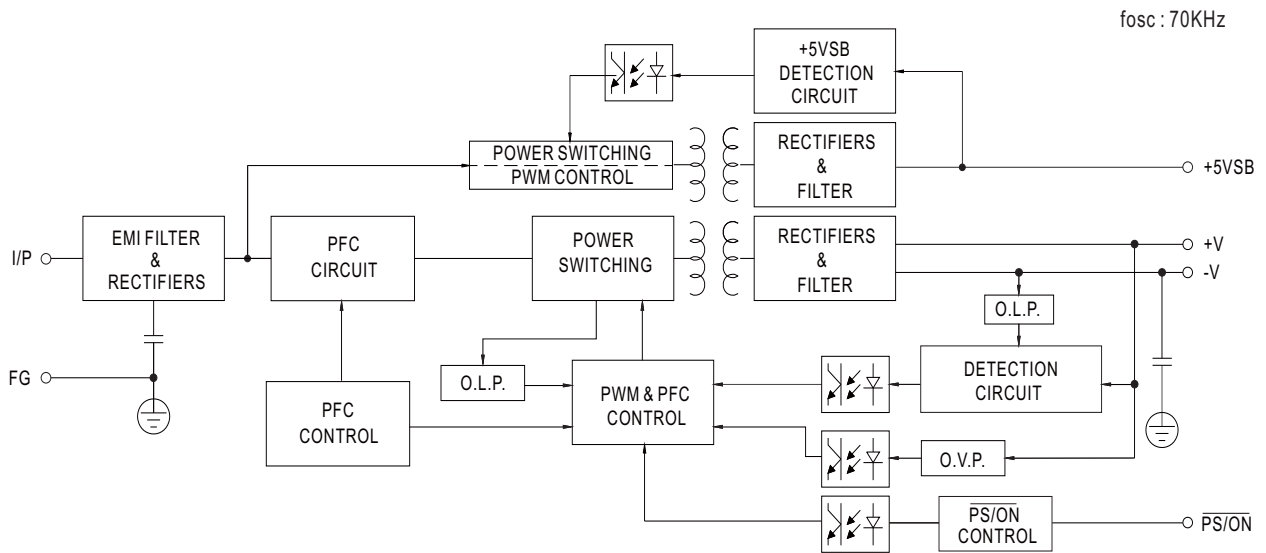 fosc : 70KHz
+5VSB
DETECTION
CIRCUIT
POWER SWITCHING
PWM CONTROL
RECTIFIERS
&
FILTER
+5VSB
I/P
EMI FILTER
&
RECTIFIERS
PFC
CIRCUIT
POWER
SWITCHING
RECTIFIERS
&
FILTER
+V
-V
O.L.P.
FG
O.L.P.
PFC
CONTROL
PWM & PFC
CONTROL
DETECTION
CIRCUIT
O.V.P.
PS/ON
CONTROL
PS/ON